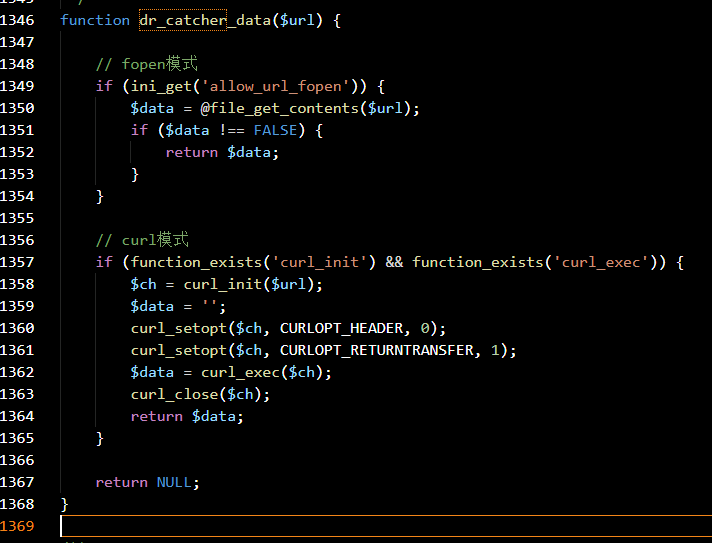 1346 function dr_catcher_data($url) {
1347
1348     // fopen模式
1349     if (ini_get('allow_url_fopen')) {
1350         $data = @file_get_contents($url);
1351         if ($data !== FALSE) {
1352             return $data;
1353         }
1354     }
1355
1356     // curl模式
1357     if (function_exists('curl_init') && function_exists('curl_exec')) {
1358         $ch = curl_init($url);
1359         $data = '';
1360         curl_setopt($ch, CURLOPT_HEADER, 0);
1361         curl_setopt($ch, CURLOPT_RETURNTRANSFER, 1);
1362         $data = curl_exec($ch);
1363         curl_close($ch);
1364         return $data;
1365     }
1366
1367     return NULL;
1368 }
1369